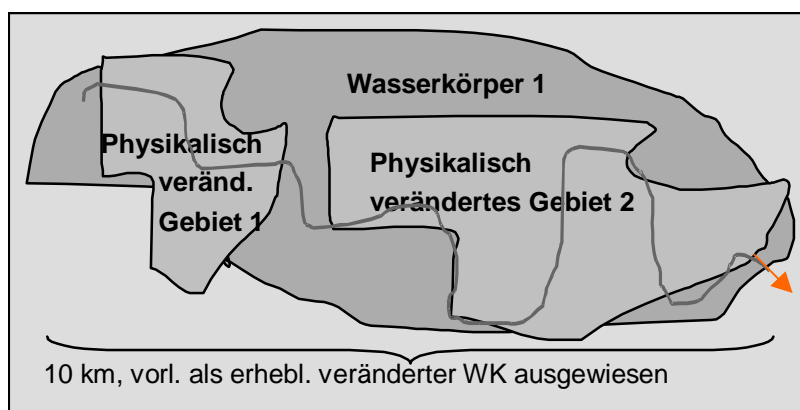 Wasserkörper 1
Physikalisch
veränd.
Gebiet 1
Physikalisch
verändertes Gebiet 2
10 km, vorl. als erhebl. veränderter WK ausgewiesen